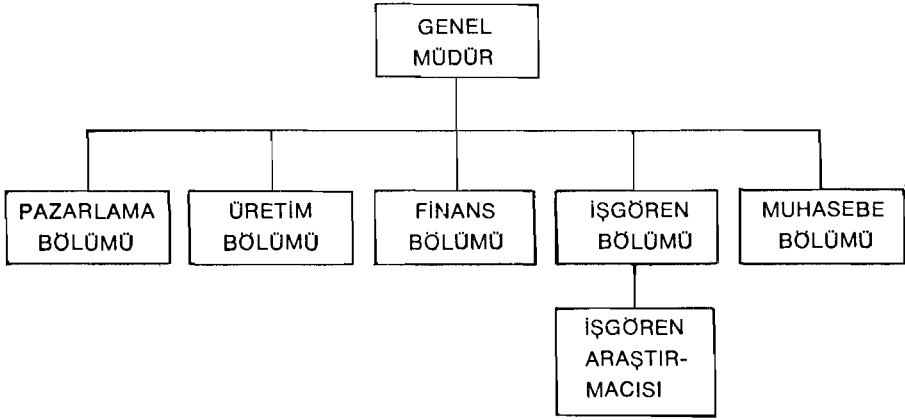 GENEL
MÜDÜR
PAZARLAMA
BÖLÜMÜ
ÜRETİM
BÖLÜMÜ
FİNANS
BÖLÜMÜ
İŞGÖREN
BÖLÜMÜ
MUHASEBE
BÖLÜMÜ
İŞGÖREN
ARAŞTIR-
MACISI